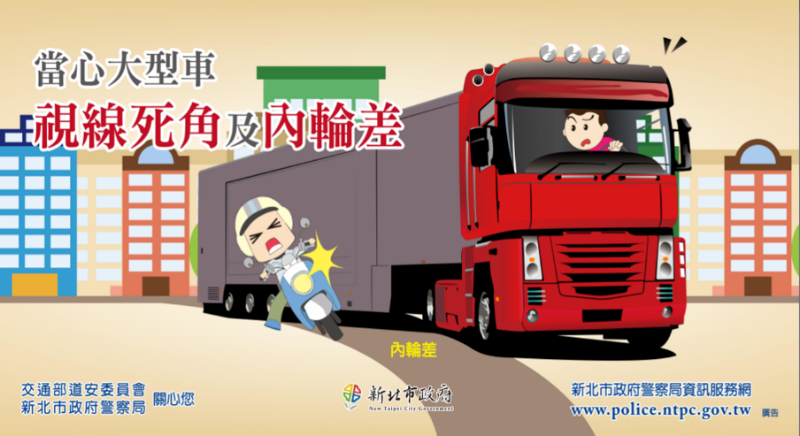 當心大型車
視線死角及內輪差
內輪差
交通部道安委員會
新北市政府警察局
關心您
新北市政府
New Taipei City Government
新北市政府警察局資訊服務網
www.police.ntpc.gov.tw
廣告